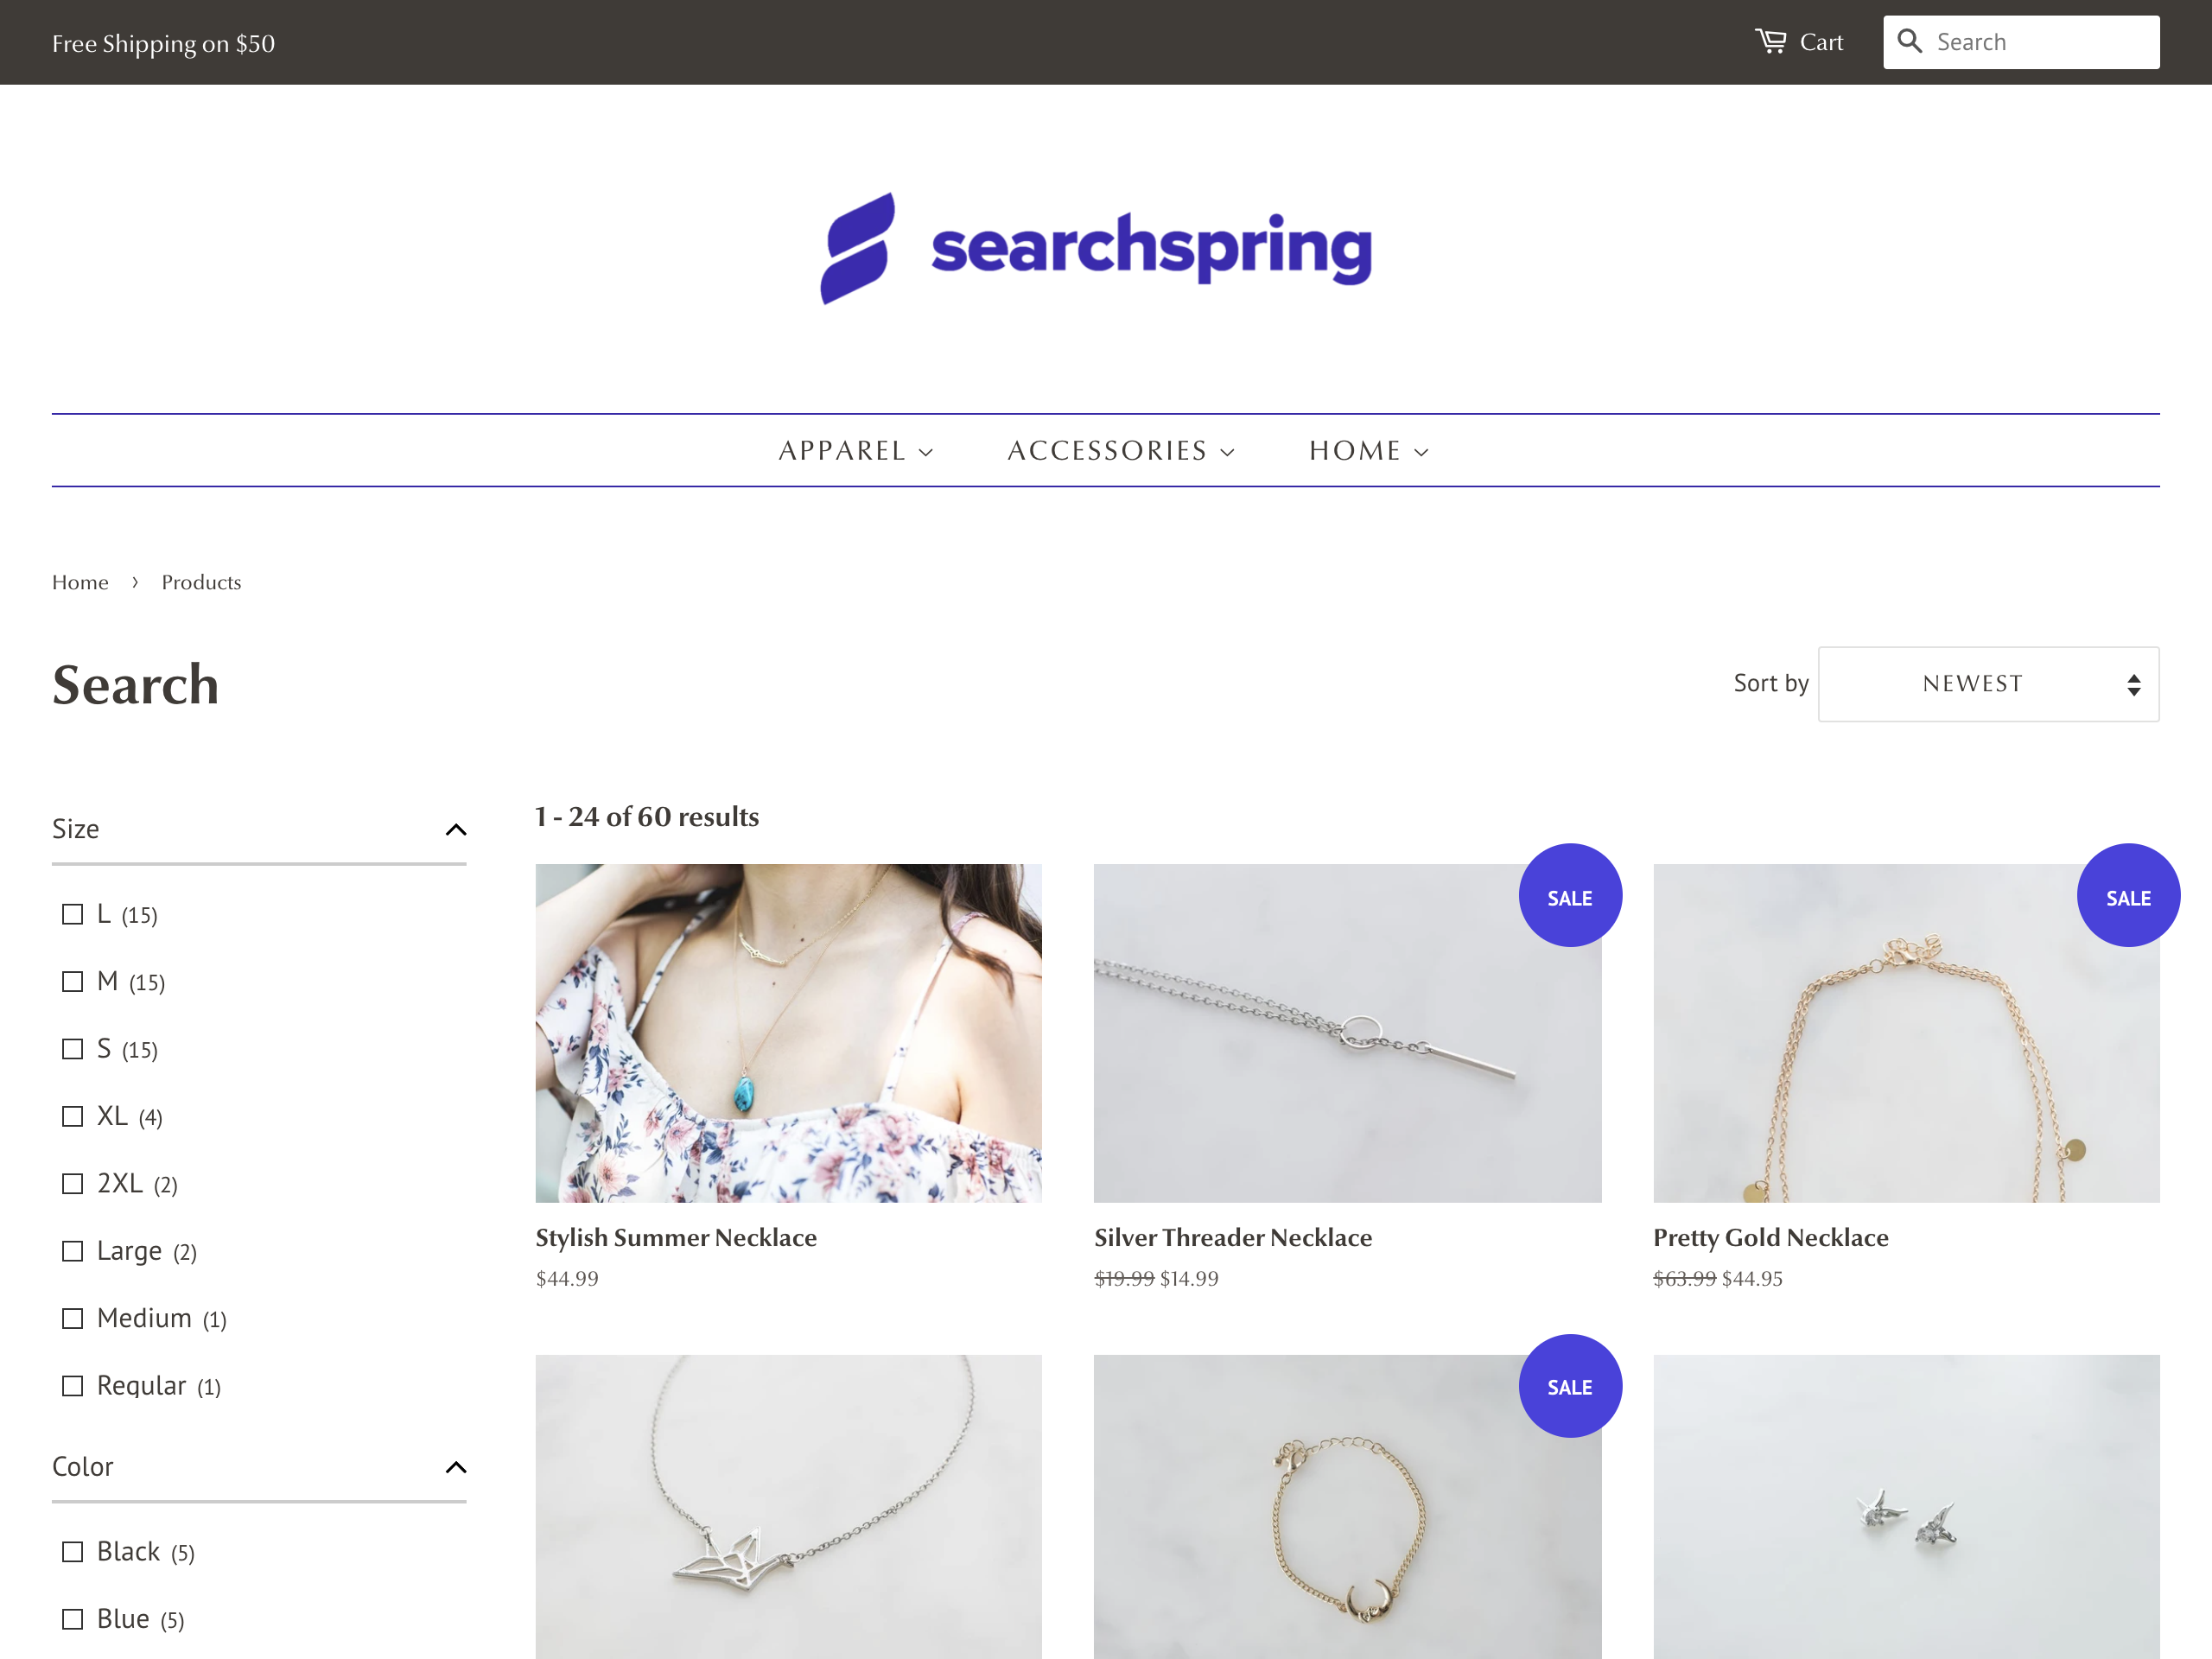 Free Shipping on $50
Cart
Search
searchspring
APPAREL
ACCESSORIES
HOME
Home › Products
Search
Sort by
NEWEST
Size
L (15)
M (15)
S (15)
XL (4)
2XL (2)
Large (2)
Medium (1)
Regular (1)
Color
Black (5)
Blue (5)
1 - 24 of 60 results
Stylish Summer Necklace
$44.99
SALE
Silver Threader Necklace
$19.99 $14.99
SALE
Pretty Gold Necklace
$63.99 $44.95
SALE